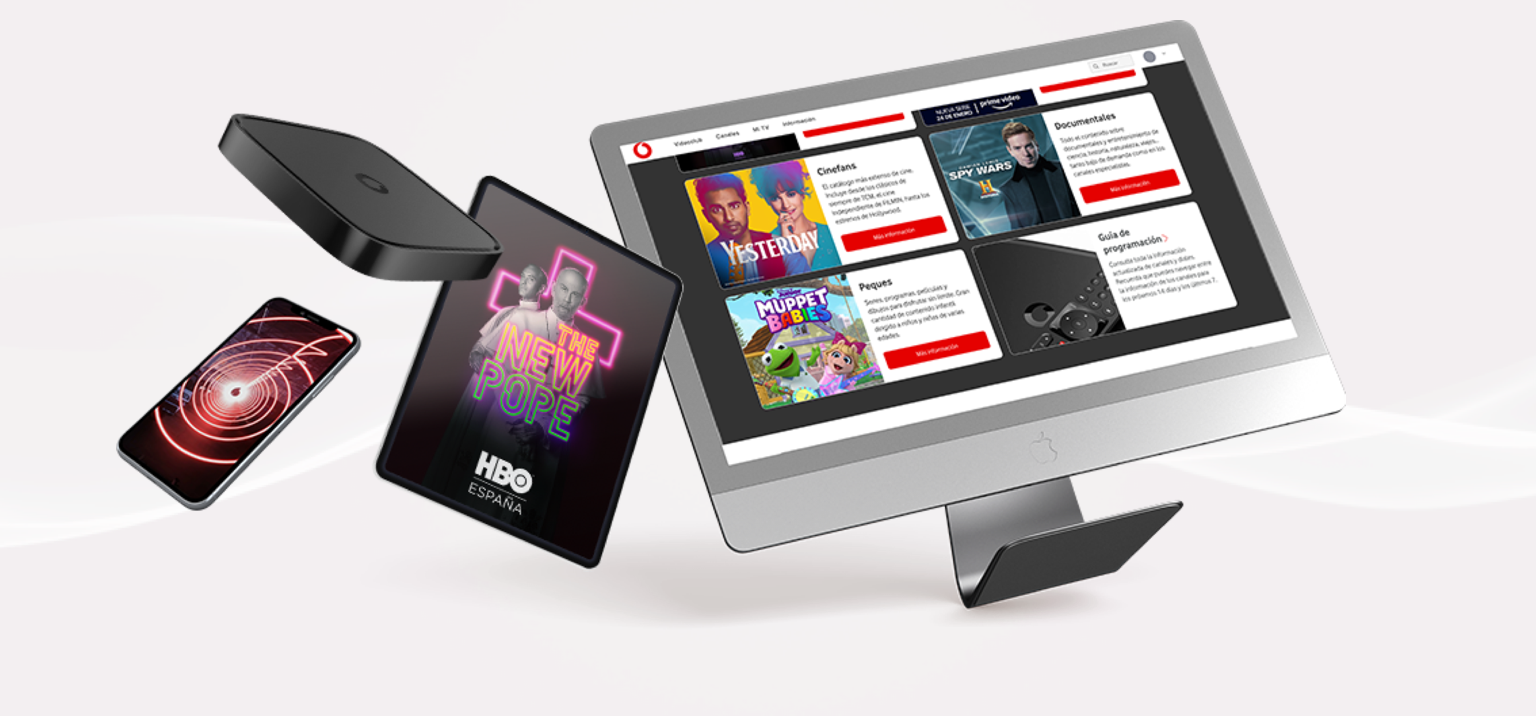 THE
NEW
POPE
HBO
ESPAÑA
Videoclub Canales Mi TV Información
Buscar
NUEVA SERIE
24 DE ENERO
prime video
Cinefans
El catálogo más extenso de cine.
Incluye desde los clásicos de
siempre de TCM, el cine
independiente de FILMIN, hasta los
estrenos de Hollywood.
Más información
YESTERDAY
Documentales
Todo el contenido sobre
documentales y entretenimiento de
ciencia, historia, naturaleza, viajes...
tanto bajo demanda como en los
canales especialistas.
Más información
DAMIAN LEWIS
SPY WARS
H
Peques
Series, programas, películas y
dibutos para disfrutar sin límite. Gran
cantidad de contenido infantil
dirigido a niños y niñas de varias
edades.
Más información
MUPPET
BABIES
Guía de
programación
Consulte toda la información
actualizada de canales y diales.
Recuerda que puedes navegar entre
la información de los canales para
los próximos 14 días y los últimos 7.